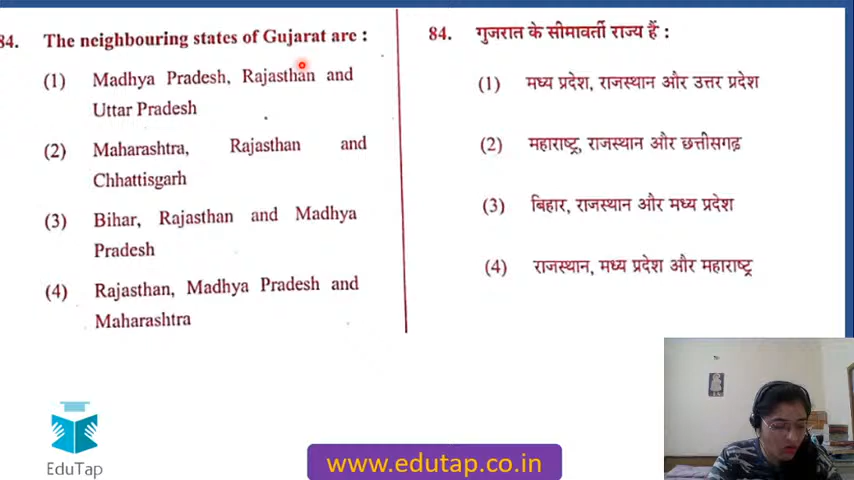 84. The neighbouring states of Gujarat are :
(1) Madhya Pradesh, Rajasthan and
Uttar Pradesh
(2) Maharashtra, Rajasthan and
Chhattisgarh
(3) Bihar, Rajasthan and Madhya
Pradesh
(4) Rajasthan, Madhya Pradesh and
Maharashtra
84. गुजरात के सीमावर्ती राज्य हैं :
(1) मध्य प्रदेश, राजस्थान और उत्तर प्रदेश
(2) महाराष्ट्र, राजस्थान और छत्तीसगढ़
(3) बिहार, राजस्थान और मध्य प्रदेश
(4) राजस्थान, मध्य प्रदेश और महाराष्ट्र
EduTap
www.edutap.co.in